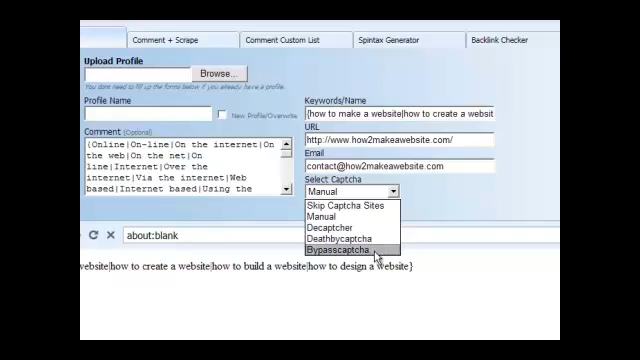 Comment + Scrape
Comment Custom List
Spintax Generator
Backlink Checker
Upload Profile
Browse...
You dont need to fill up the forms below if you already have a profile.
Profile Name
New Profile/Overwrite
Comment (Optional)
{Online|On-line|On the internet|On
the web|On the net|On
line|Internet|Over the
internet|Via the internet|Web
based|Internet based|Using the
Keywords/Name
{how to make a website|how to create a websit
URL
http://www.how2makeawebsite.com/
Email
contact@how2makeawebsite.com
Select Captcha
Manual
Skip Captcha Sites
Manual
Decaptcher
Deathbycaptcha
Bypasscaptcha
about:blank
website|how to create a website|how to build a website|how to design a website}